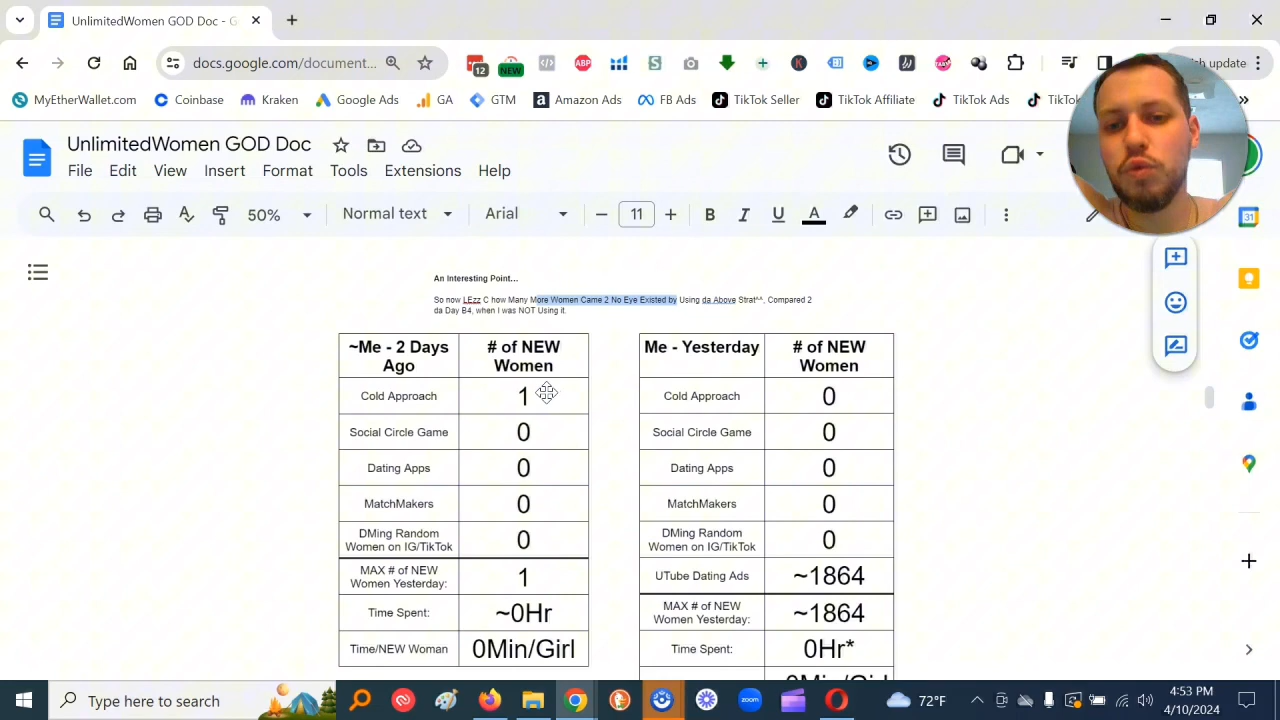 UnlimitedWomen GOD Doc - G
docs.google.com/document...
12
NEW
ABP
update
MyEtherWallet.com
Coinbase
Kraken
Google Ads
GA
GTM
Amazon Ads
FB Ads
TikTok Seller
TikTok Affiliate
TikTok Ads
UnlimitedWomen GOD Doc
File Edit View Insert Format Tools Extensions Help
50% Normal text Arial 11 B I U A
31
An Interesting Point...
So now LEzz C how Many More Women Came 2 No Eye Existed by Using da Above Strat^^, Compared 2
da Day B4, when I was NOT Using it.
~Me - 2 Days
Ago
# of NEW
Women
Cold Approach 1
Social Circle Game 0
Dating Apps 0
MatchMakers 0
DMing Random
Women on IG/TikTok
0
MAX # of NEW
Women Yesterday:
1
Time Spent: ~0Hr
Time/NEW Woman 0Min/Girl
Me - Yesterday
# of NEW
Women
Cold Approach 0
Social Circle Game 0
Dating Apps 0
MatchMakers 0
DMing Random
Women on IG/TikTok
0
UTube Dating Ads ~1864
MAX # of NEW
Women Yesterday:
~1864
Time Spent: 0Hr*
Type here to search
zoom
72°F
4:53 PM
4/10/2024